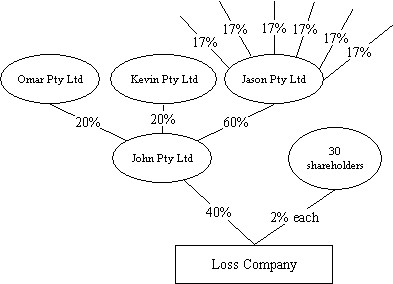 17%
17%
17%
17%
17%
17%
Omar Pty Ltd
Kevin Pty Ltd
Jason Pty Ltd
20%
20%
60%
John Pty Ltd
30
shareholders
40%
2% each
Loss Company